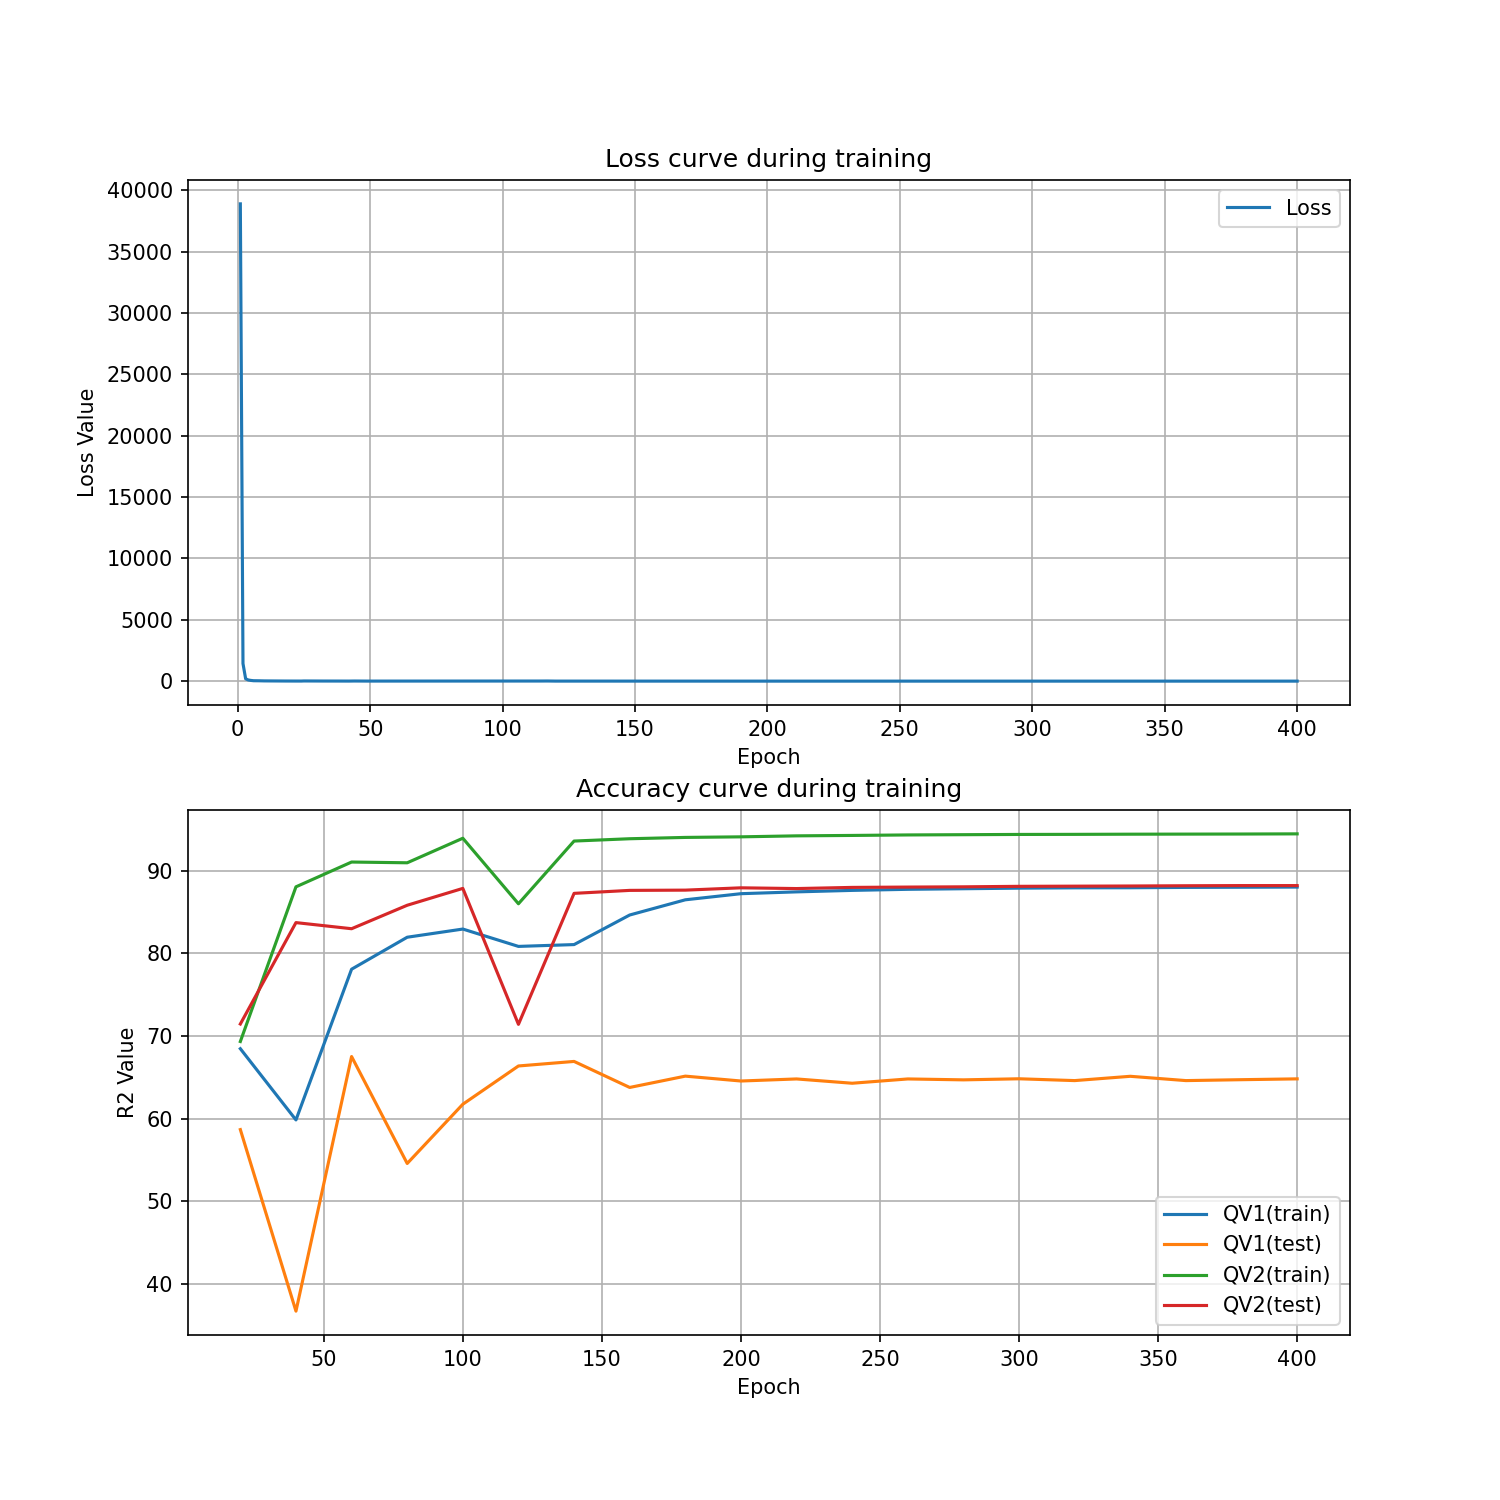 Loss curve during training
40000
35000
30000
25000
20000
15000
10000
5000
0
Loss Value
Loss
0 50 100 150 200 250 300 350 400
Epoch
Accuracy curve during training
90
80
70
60
50
40
R2 Value
QV1(train)
QV1(test)
QV2(train)
QV2(test)
50 100 150 200 250 300 350 400
Epoch